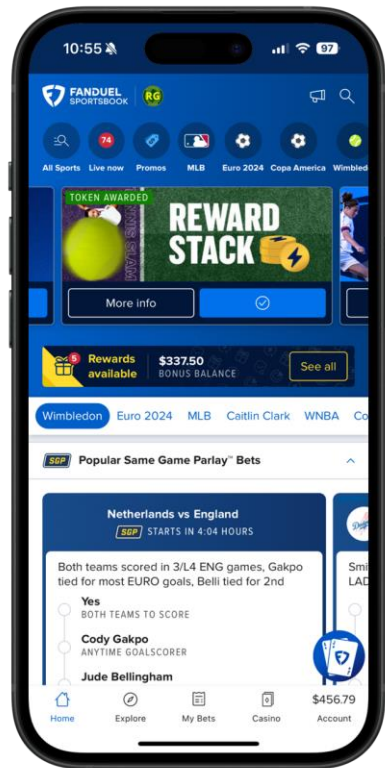 10:55
97
FANDUEL
SPORTSBOOK
RG
74
All Sports Live now Promos MLB Euro 2024 Copa America Wimbled
TOKEN AWARDED
REWARD
STACK
More info
5
Rewards
available
$337.50
BONUS BALANCE
See all
Wimbledon Euro 2024 MLB Caitlin Clark WNBA Co
SGP Popular Same Game Parlay™ Bets
Netherlands vs England
SGP STARTS IN 4:04 HOURS
Both teams scored in 3/L4 ENG games, Gakpo
tied for most EURO goals, Belli tied for 2nd
Yes
BOTH TEAMS TO SCORE
Cody Gakpo
ANYTIME GOALSCORER
Jude Bellingham
Smi
LAD
Home Explore My Bets Casino $456.79
Account